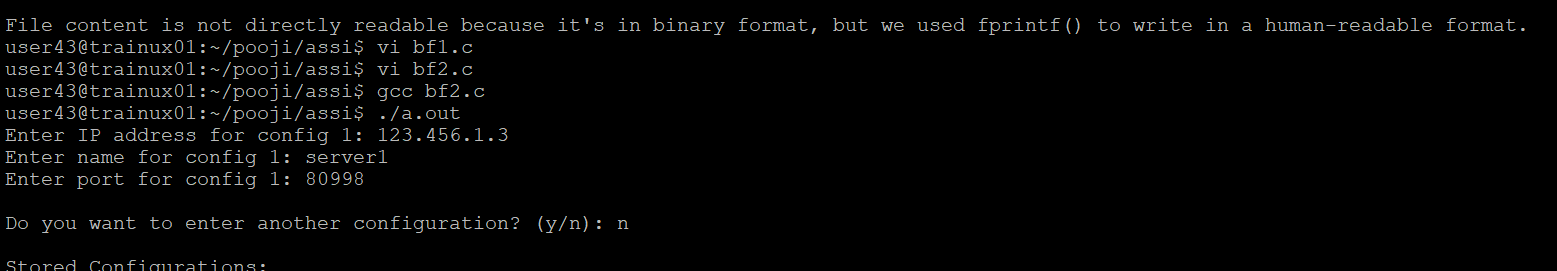 File content is not directly readable because it's in binary format, but we used fprintf() to write in a human-readable format.
user43@trainux01:~/pooji/assi$ vi bf1.c
user43@trainux01:~/pooji/assi$ vi bf2.c
user43@trainux01:~/pooji/assi$ gcc bf2.c
user43@trainux01:~/pooji/assi$ ./a.out
Enter IP address for config 1: 123.456.1.3
Enter name for config 1: server1
Enter port for config 1: 80998
Do you want to enter another configuration? (y/n): n
Stored Configurations: